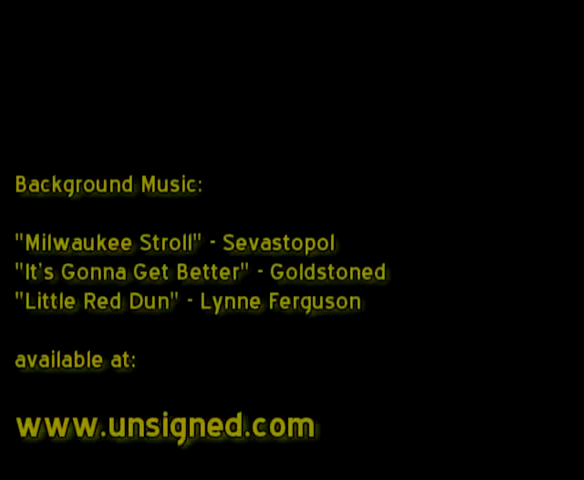 Background Music:
"Milwaukee Stroll" - Sevastopol
"It's Gonna Get Better" - Goldstoned
"Little Red Dun" - Lynne Ferguson
available at:
www.unsigned.com